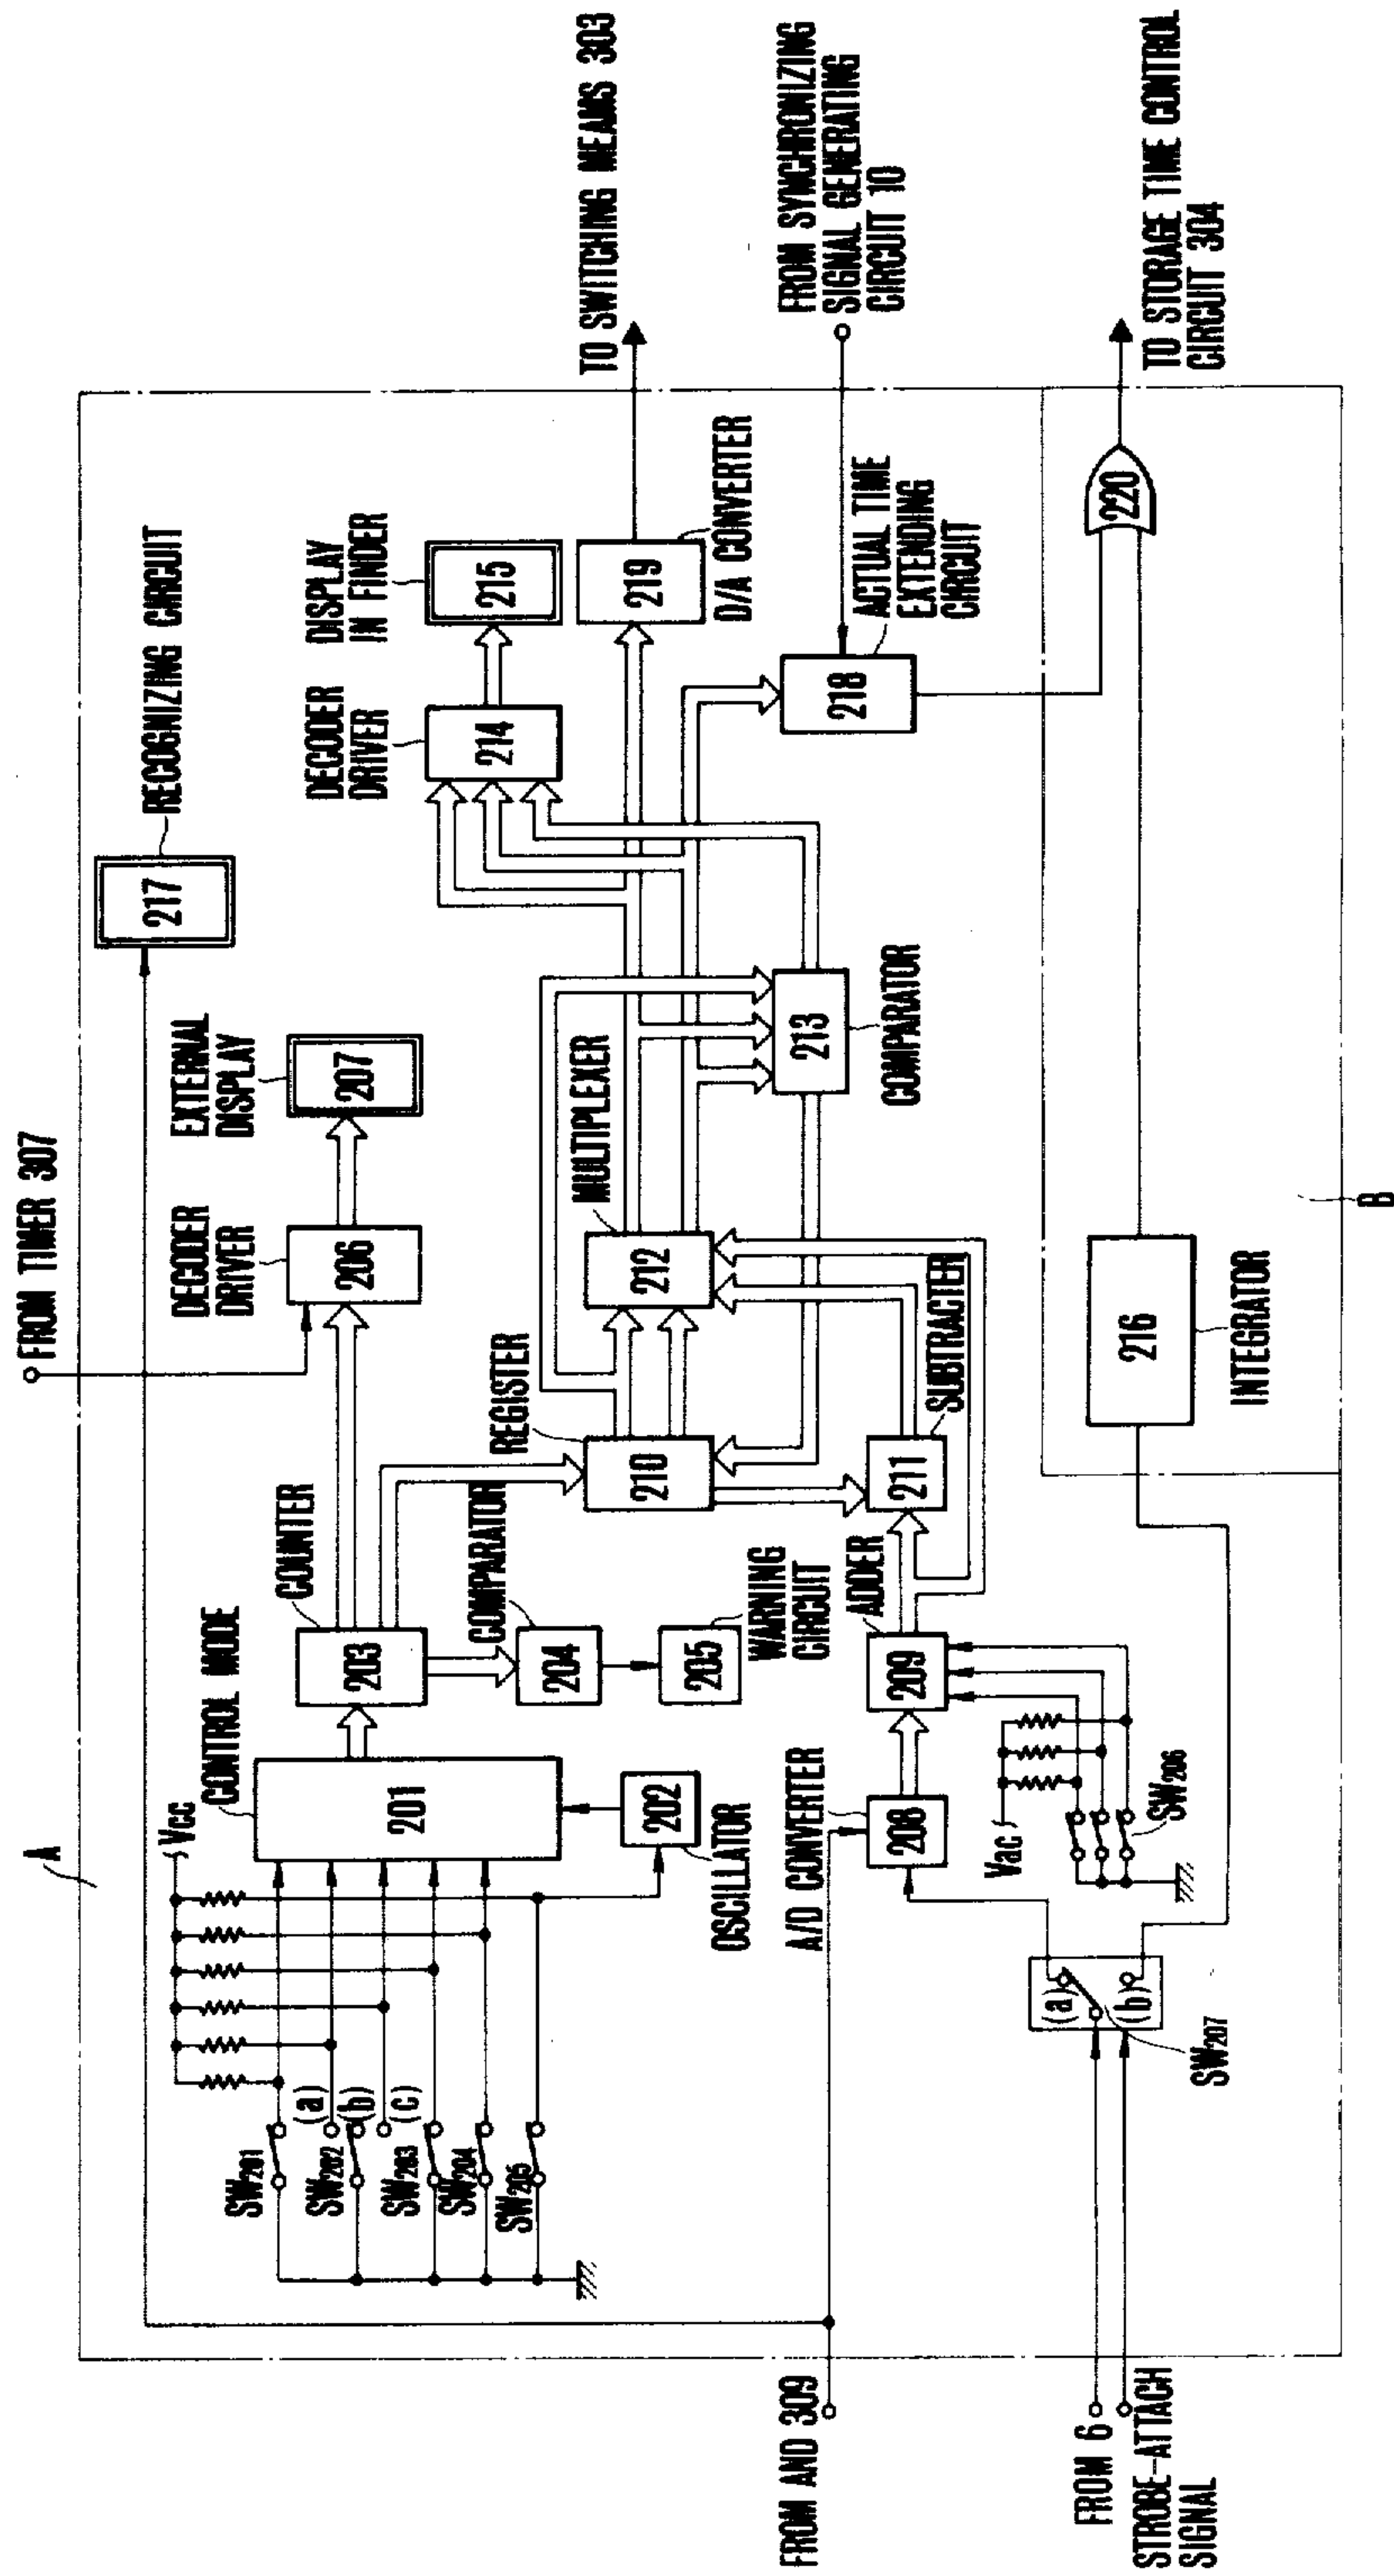 FROM TIMER 307
A
CONTROL MODE
COUNTER
DECODER
DRIVER
EXTERNAL
DISPLAY
RECOGNIZING CIRCUIT
217
Vcc
201
203
206
207
SW201
SW202
(a)
(b)
(c)
SW203
SW204
SW205
202
OSCILLATOR
COMPARATOR
204
205
WARNING
CIRCUIT
REGISTER
210
MULTIPLEXER
212
213
COMPARATOR
DECODER
DRIVER
214
DISPLAY
IN FINDER
215
219
D/A CONVERTER
TO SWITCHING MEAMS 303
FROM SYNCHRONIZING
SIGNAL GENERATING
CIRCUIT 10
218
ACTUAL TIME
EXTENDING
CIRCUIT
A/D CONVERTER
208
ADDER
209
211
SUBTRACTER
Vac
SW206
FROM AND 309
FROM 6
STROBE-ATTACH
SIGNAL
(a)
(b)
SW207
216
INTEGRATOR
220
TO STORAGE TIME CONTROL
CIRCUIT 304
B